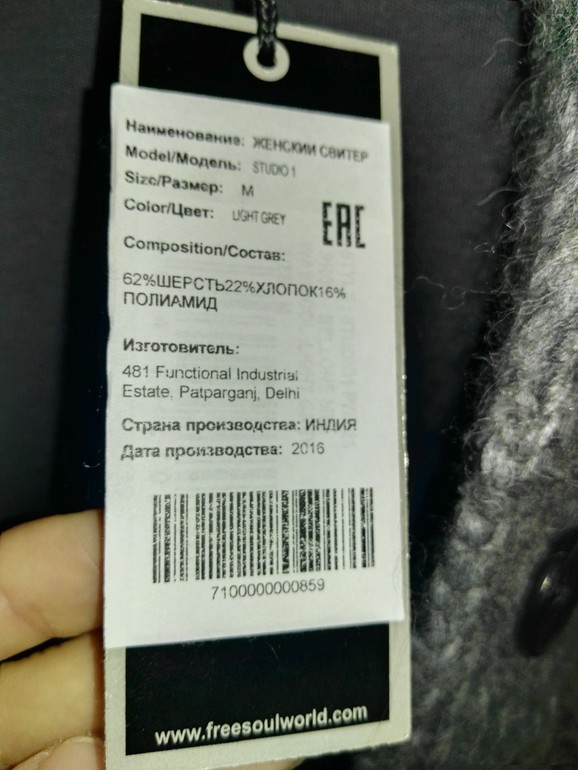 Наименование: ЖЕНСКИЙ СВИТЕР
Model/Модель: STUDIO 1
Size/Размер: M
Color/Цвет: LIGHT GREY
EAC
Composition/Состав:
62%ШЕРСТЬ22%ХЛОПОК16%
ПОЛИАМИД
Изготовитель:
481 Functional Industrial
Estate, Patparganj, Delhi
Страна производства: ИНДИЯ
Дата производства: 2016
7100000000859
www.freesoulworld.com